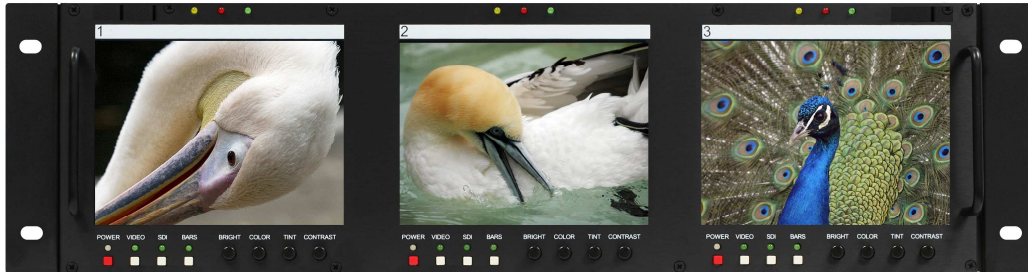 1
2
3
POWER VIDEO SDI BARS BRIGHT COLOR TINT CONTRAST
POWER VIDEO SDI BARS BRIGHT COLOR TINT CONTRAST
POWER VIDEO SDI BARS BRIGHT COLOR TINT CONTRAST